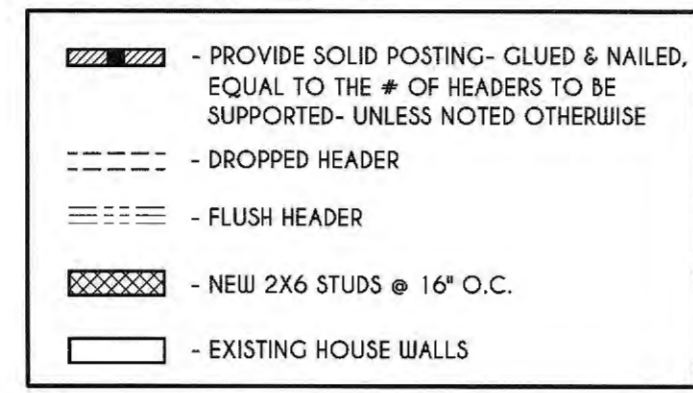 - PROVIDE SOLID POSTING- GLUED & NAILED,
EQUAL TO THE # OF HEADERS TO BE
SUPPORTED- UNLESS NOTED OTHERWISE
- DROPPED HEADER
- FLUSH HEADER
- NEW 2X6 STUDS @ 16" O.C.
- EXISTING HOUSE WALLS